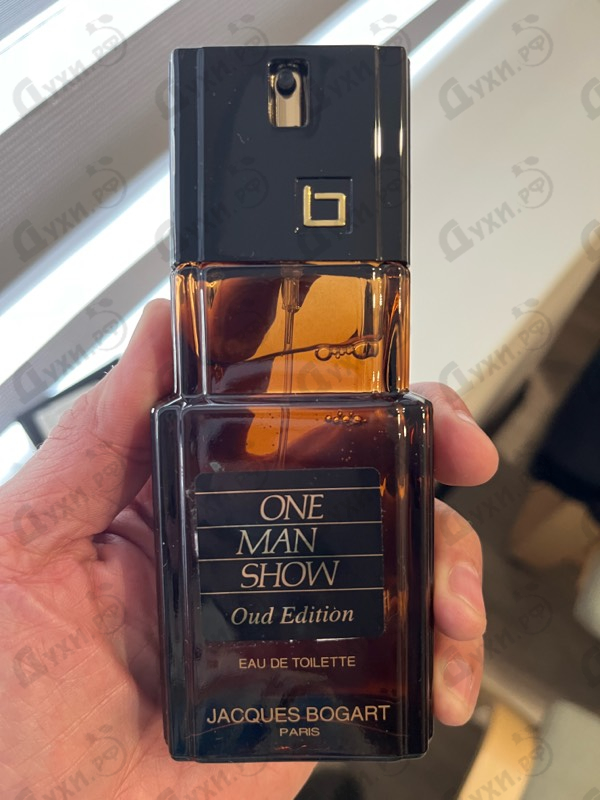 b
ONE
MAN
SHOW
Oud Edition
EAU DE TOILETTE
JACQUES BOGART
PARIS
Духи.РФ